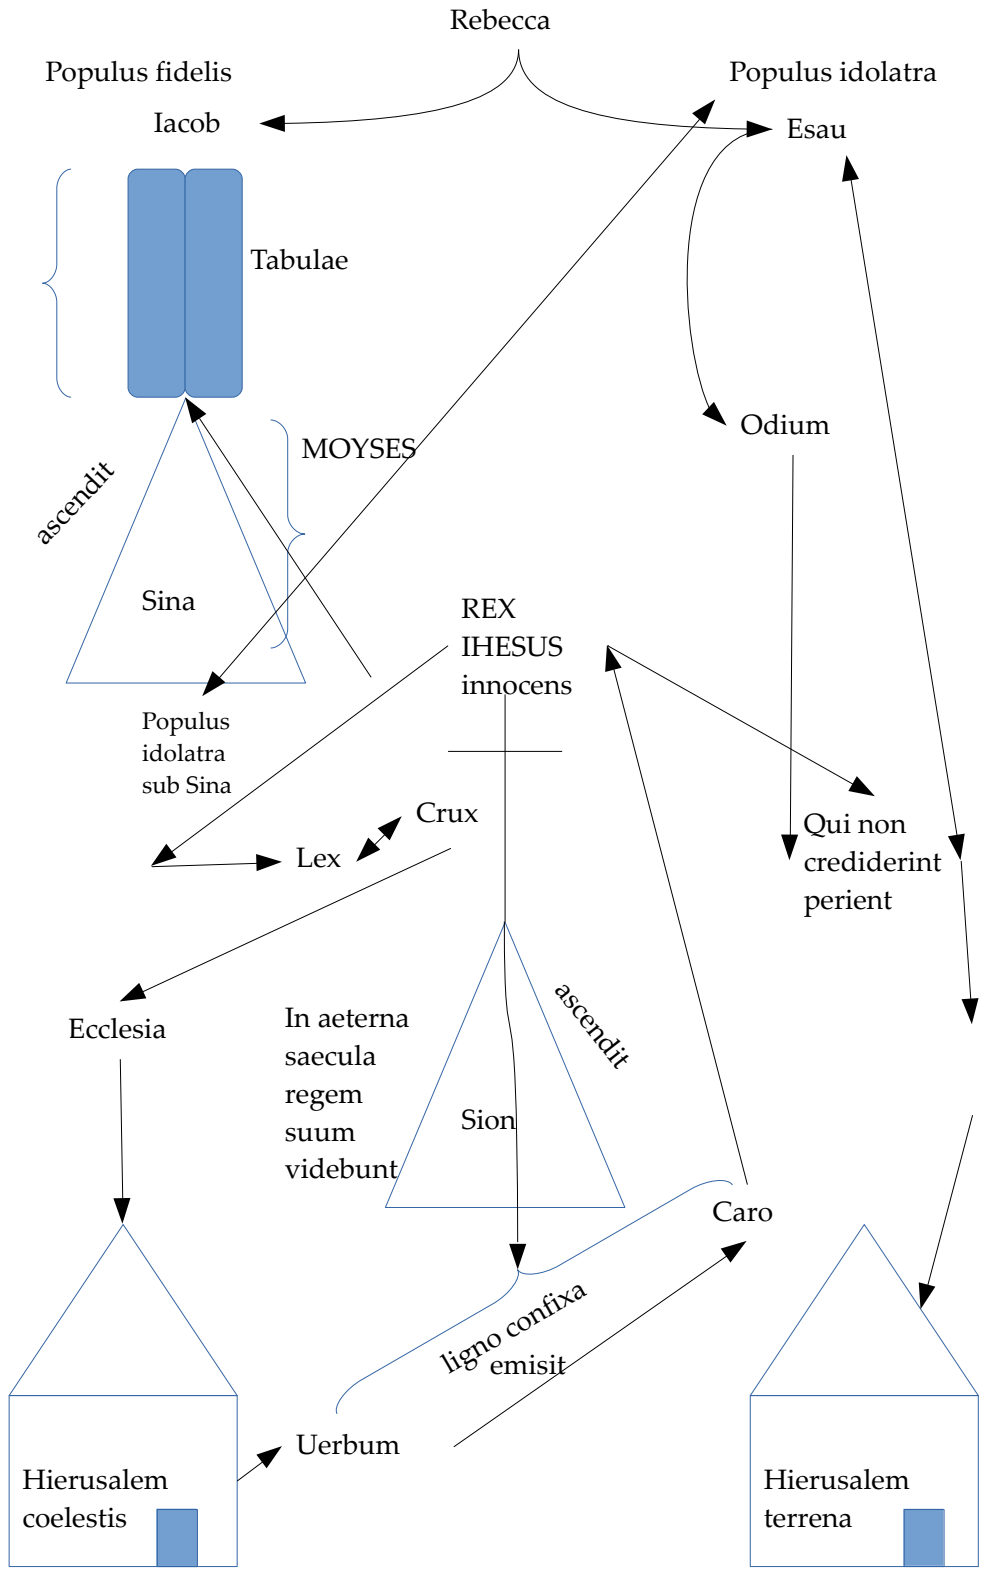 Rebecca
Populus fidelis
Populus idolatra
Iacob
Esau
Tabulae
Odium
MOYSES
ascendit
Sina
REX
IHESUS
innocens
Populus
idolatra
sub Sina
Crux
Lex
Qui non
crediderint
perient
Ecclesia
In aeterna
saecula
regem
suum
videbunt
ascendit
Sion
Caro
ligno confixa
emisit
Uerbum
Hierusalem
coelestis
Hierusalem
terrena